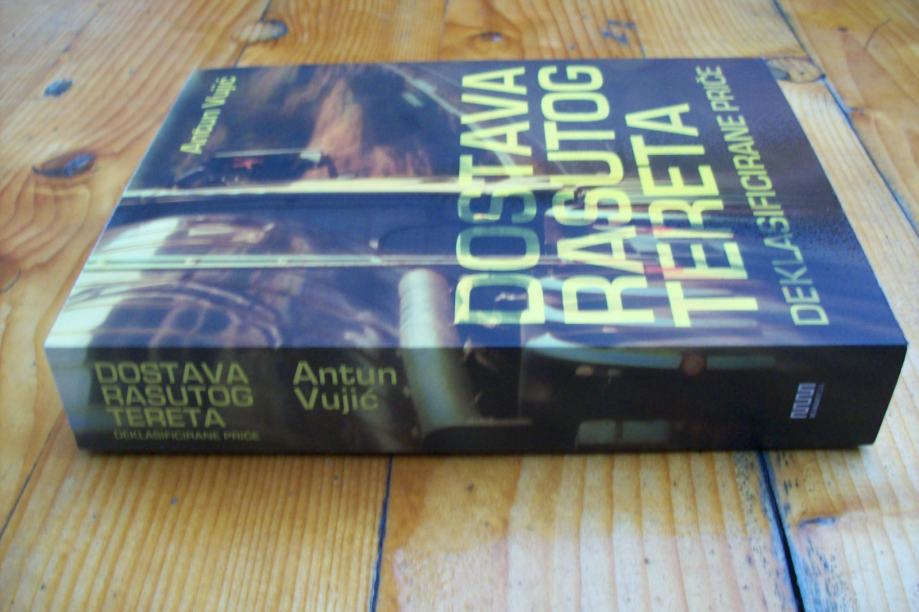 Antun Vujić
DOSTAVA
RASUTOG
TERETA
DEKLASIFICIRANE PRIČE
DOSTAVA
RASUTOG
TERETA
DEKLASIFICIRANE PRIČE
Antun
Vujić